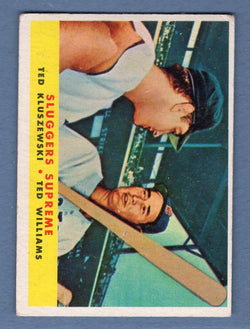 SLUGGERS SUPREME
TED KLUSZEWSKI • TED WILLIAMS